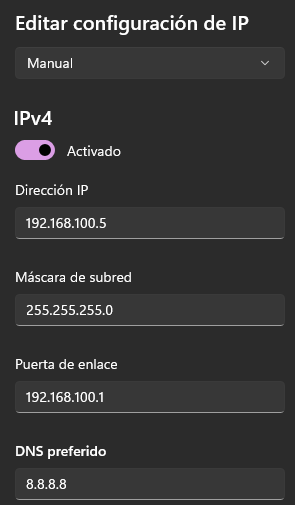 Editar configuración de IP
Manual
IPv4
Activado
Dirección IP
192.168.100.5
Máscara de subred
255.255.255.0
Puerta de enlace
192.168.100.1
DNS preferido
8.8.8.8